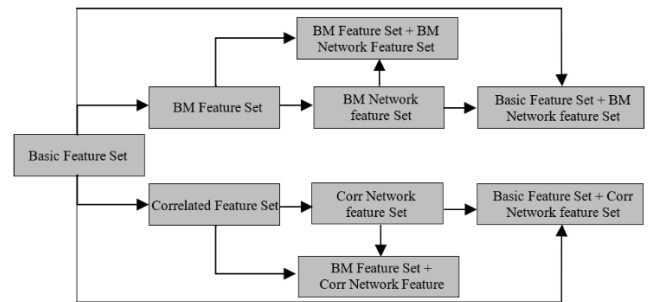 BM Feature Set + BM
Network Feature Set
BM Feature Set
BM Network
feature Set
Basic Feature Set + BM
Network feature Set
Basic Feature Set
Correlated Feature Set
Corr Network
feature Set
Basic Feature Set + Corr
Network feature Set
BM Feature Set +
Corr Network Feature